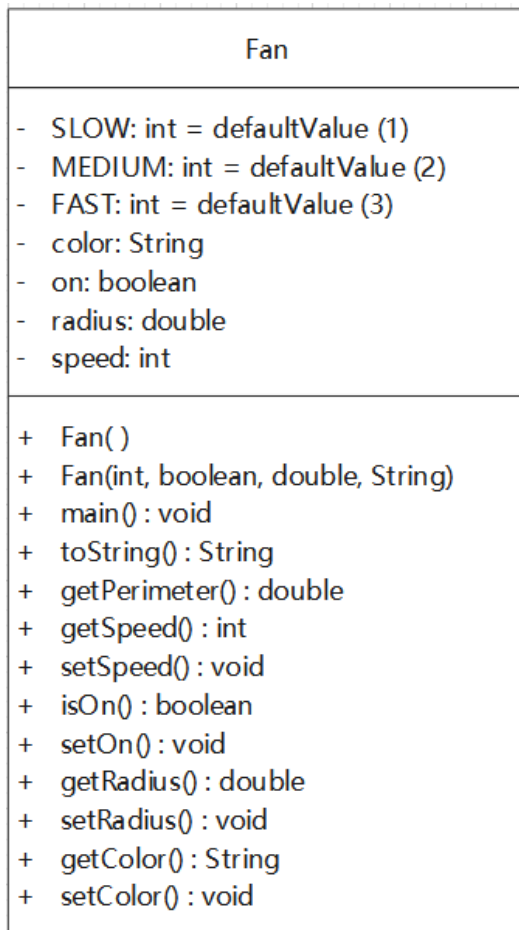 Fan
- SLOW: int = defaultValue (1)
- MEDIUM: int = defaultValue (2)
- FAST: int = defaultValue (3)
- color: String
- on: boolean
- radius: double
- speed: int
+ Fan( )
+ Fan(int, boolean, double, String)
+ main() : void
+ toString() : String
+ getPerimeter() : double
+ getSpeed() : int
+ setSpeed() : void
+ isOn() : boolean
+ setOn() : void
+ getRadius() : double
+ setRadius() : void
+ getColor() : String
+ setColor() : void